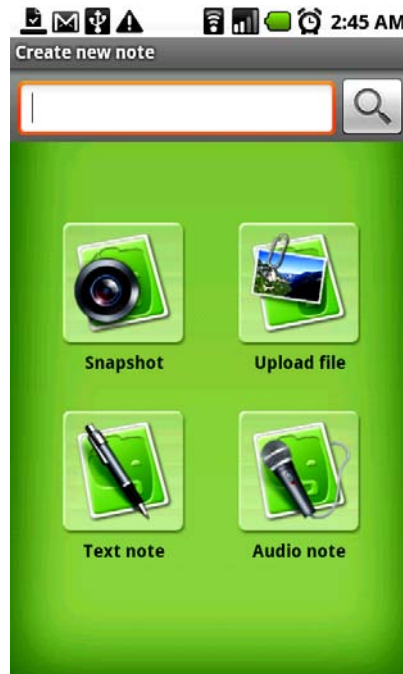 2:45 AM
Create new note
Snapshot
Upload file
Text note
Audio note